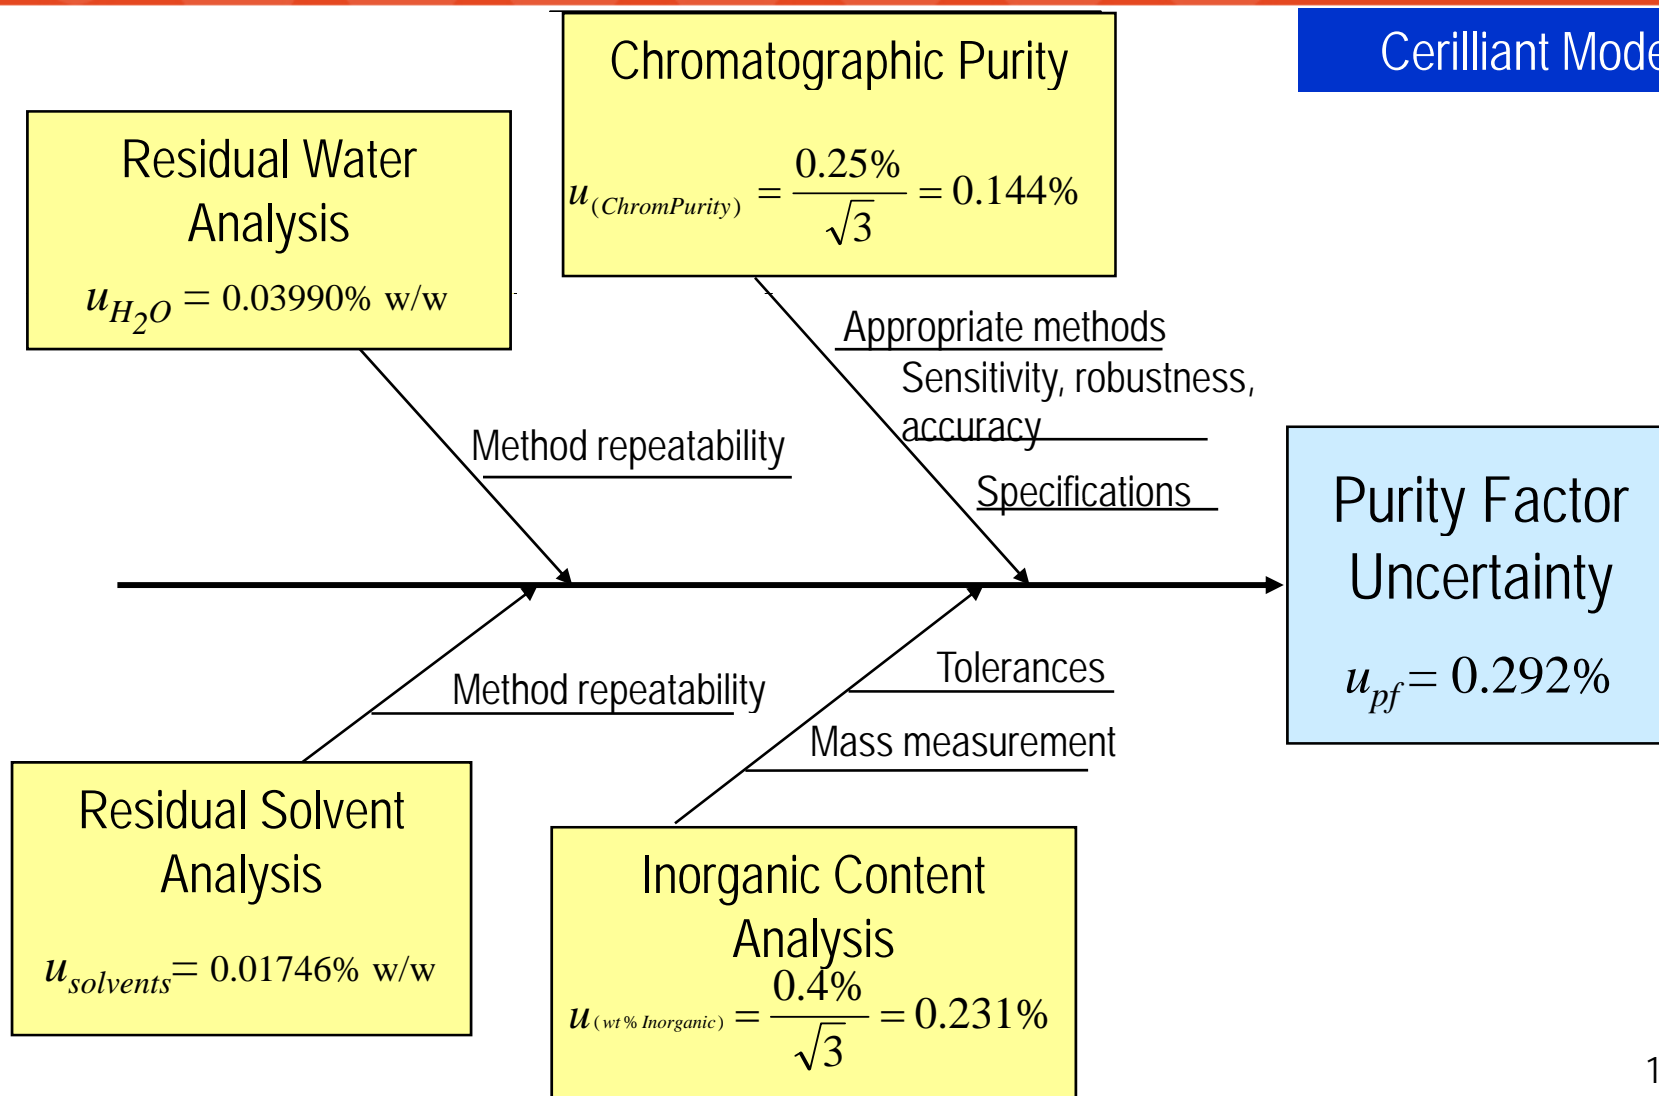 Cerilliant Mode
Chromatographic Purity
u(ChromPurity) = 0.25% / √3 = 0.144%
Residual Water
Analysis
uH2O = 0.03990% w/w
Appropriate methods
Sensitivity, robustness,
accuracy
Method repeatability
Specifications
Purity Factor
Uncertainty
upf = 0.292%
Tolerances
Method repeatability
Mass measurement
Residual Solvent
Analysis
usolvents = 0.01746% w/w
Inorganic Content
Analysis
u(wt% Inorganic) = 0.4% / √3 = 0.231%
1